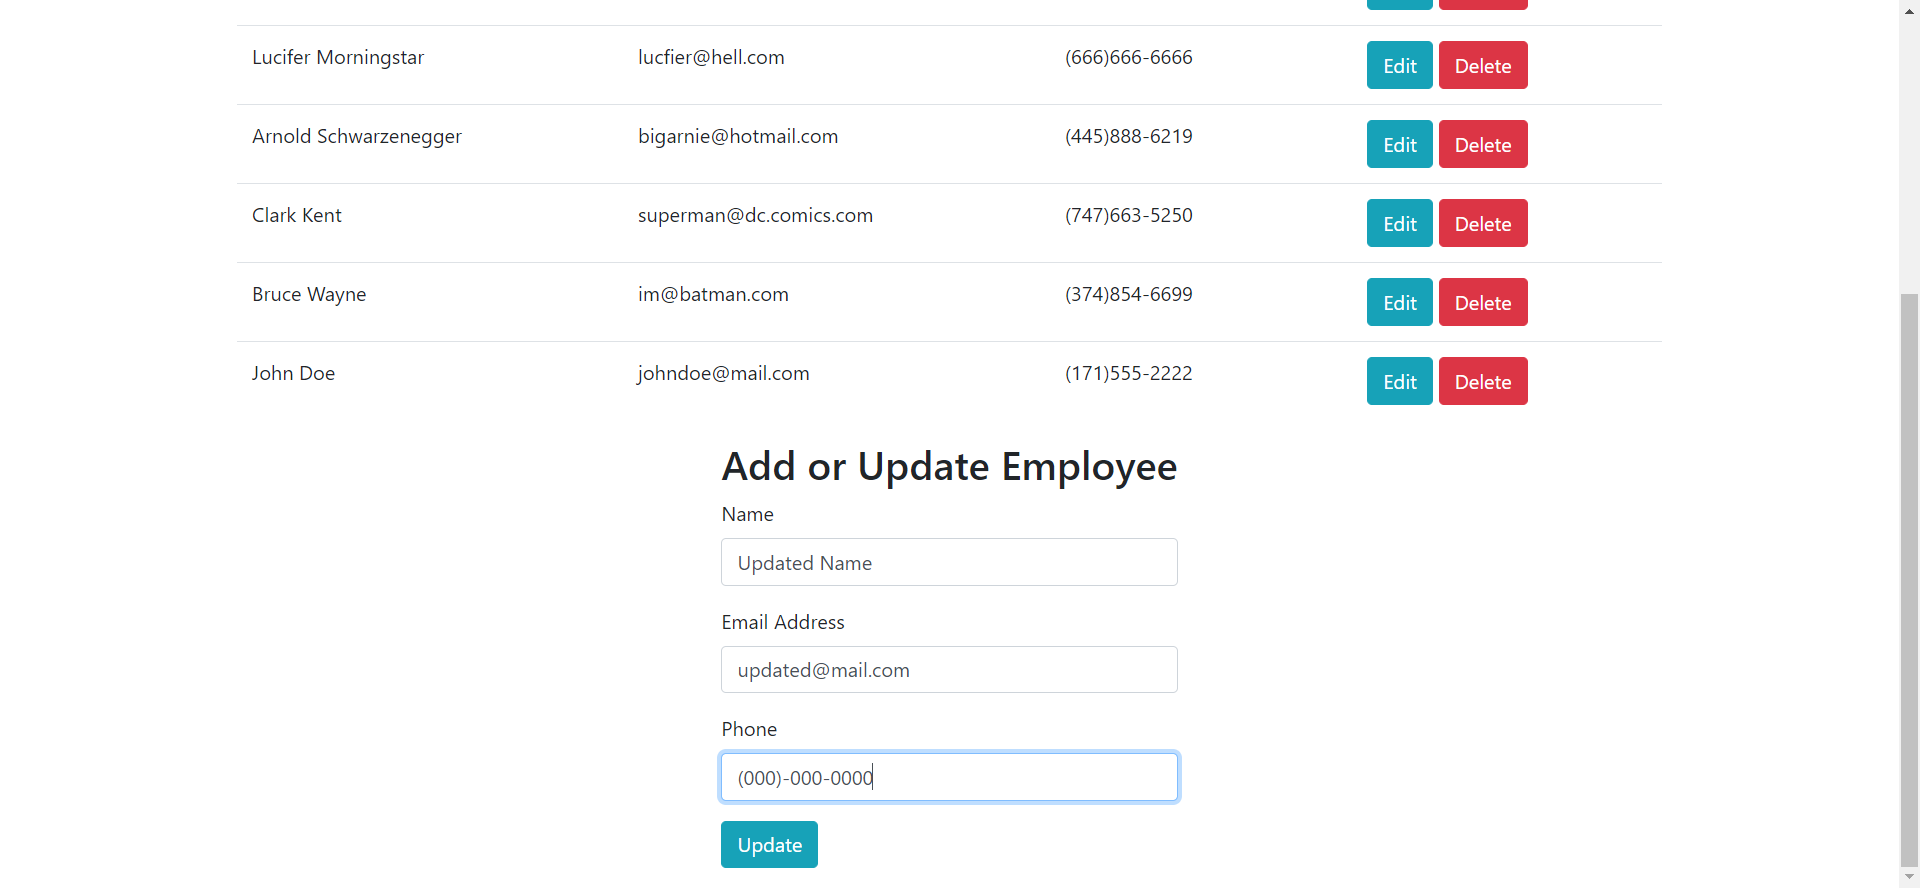 Lucifer Morningstar lucfier@hell.com (666)666-6666 Edit Delete
Arnold Schwarzenegger bigarnie@hotmail.com (445)888-6219 Edit Delete
Clark Kent superman@dc.comics.com (747)663-5250 Edit Delete
Bruce Wayne im@batman.com (374)854-6699 Edit Delete
John Doe johndoe@mail.com (171)555-2222 Edit Delete
Add or Update Employee
Name
Updated Name
Email Address
updated@mail.com
Phone
(000)-000-0000
Update